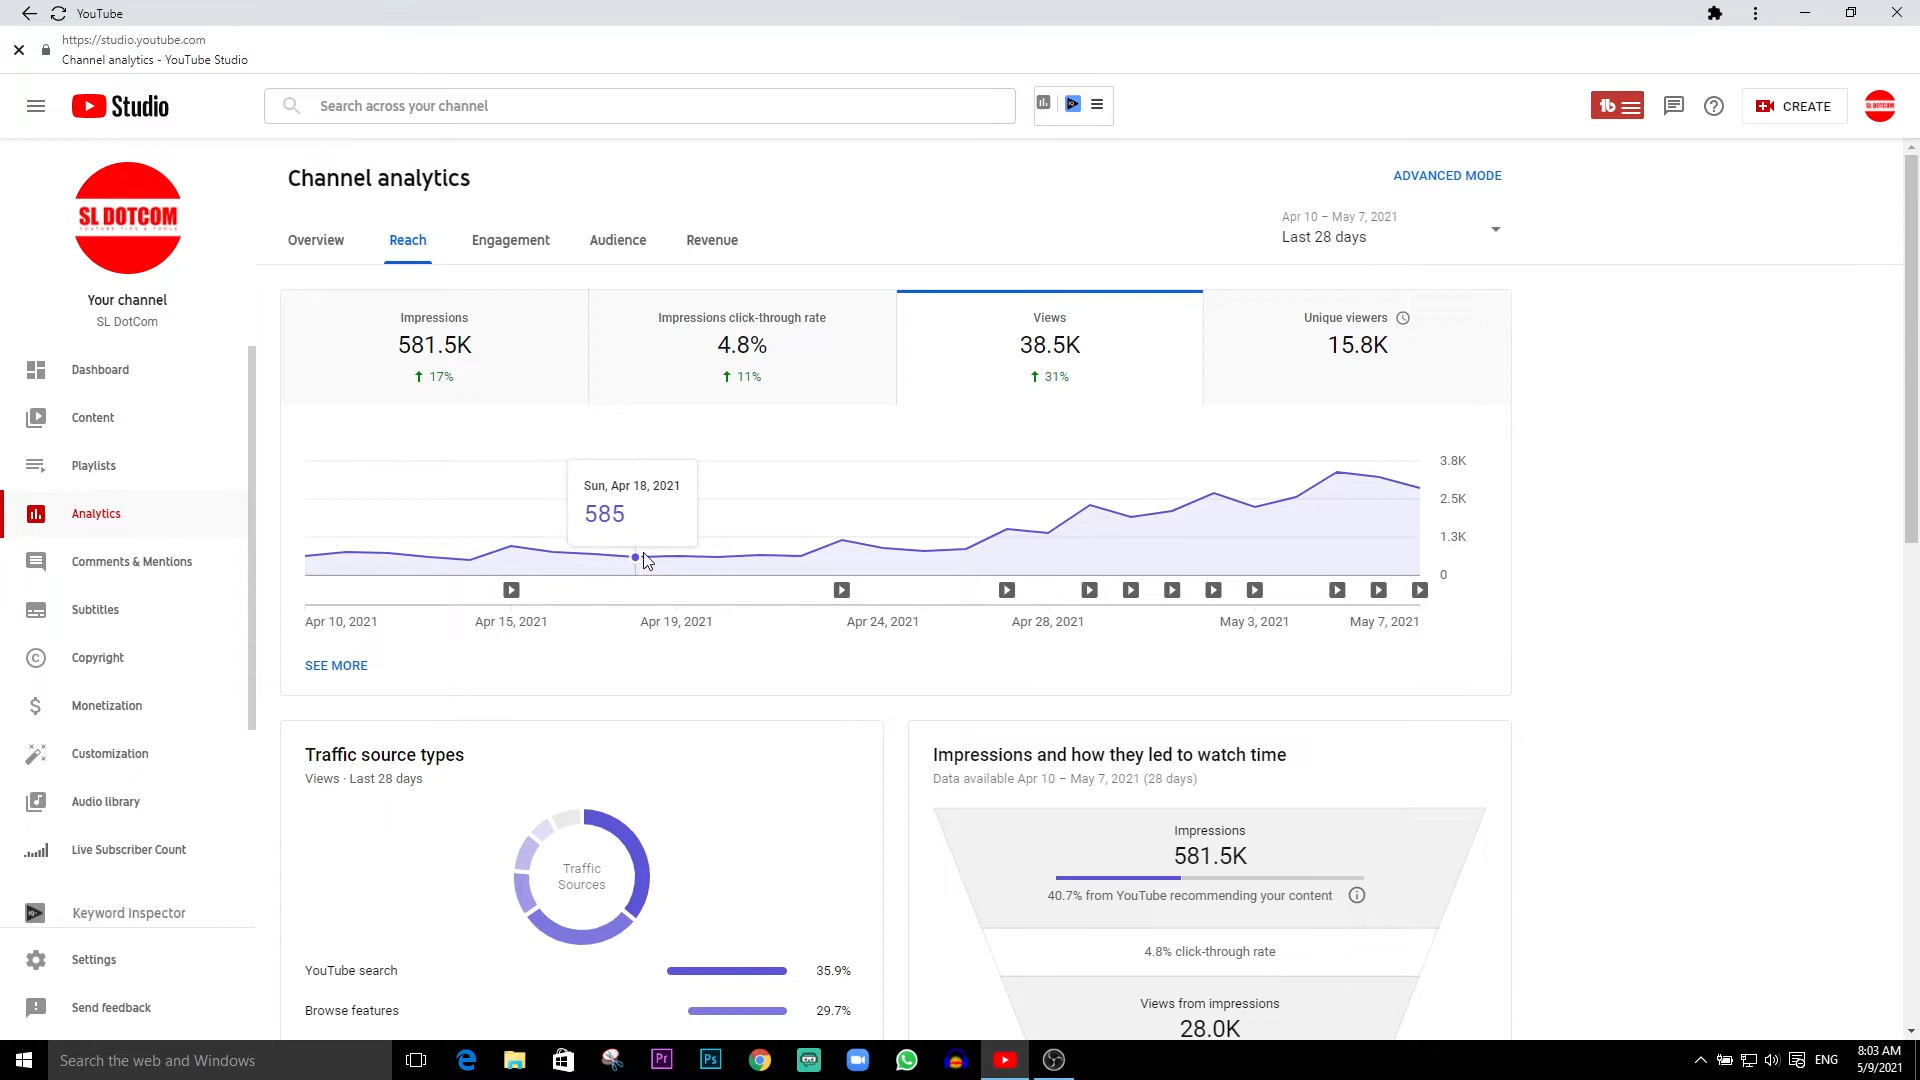 YouTube
https://studio.youtube.com
Channel analytics - YouTube Studio
Studio
Search across your channel
CREATE
SL DOTCOM
SL DOTCOM
YOUTUBE TIPS & TOOLS
Your channel
SL DotCom
Dashboard
Content
Playlists
Analytics
Comments & Mentions
Subtitles
Copyright
Monetization
Customization
Audio library
Live Subscriber Count
Keyword Inspector
Settings
Send feedback
Channel analytics
ADVANCED MODE
Overview
Reach
Engagement
Audience
Revenue
Apr 10 – May 7, 2021
Last 28 days
Impressions
581.5K
17%
Impressions click-through rate
4.8%
11%
Views
38.5K
31%
Unique viewers
15.8K
Sun, Apr 18, 2021
585
3.8K
2.5K
1.3K
0
Apr 10, 2021
Apr 15, 2021
Apr 19, 2021
Apr 24, 2021
Apr 28, 2021
May 3, 2021
May 7, 2021
SEE MORE
Traffic source types
Views · Last 28 days
Traffic
Sources
YouTube search
35.9%
Browse features
29.7%
Impressions and how they led to watch time
Data available Apr 10 – May 7, 2021 (28 days)
Impressions
581.5K
40.7% from YouTube recommending your content
4.8% click-through rate
Views from impressions
28.0K
Search the web and Windows
Pr
Ps
ENG
8:03 AM
5/9/2021